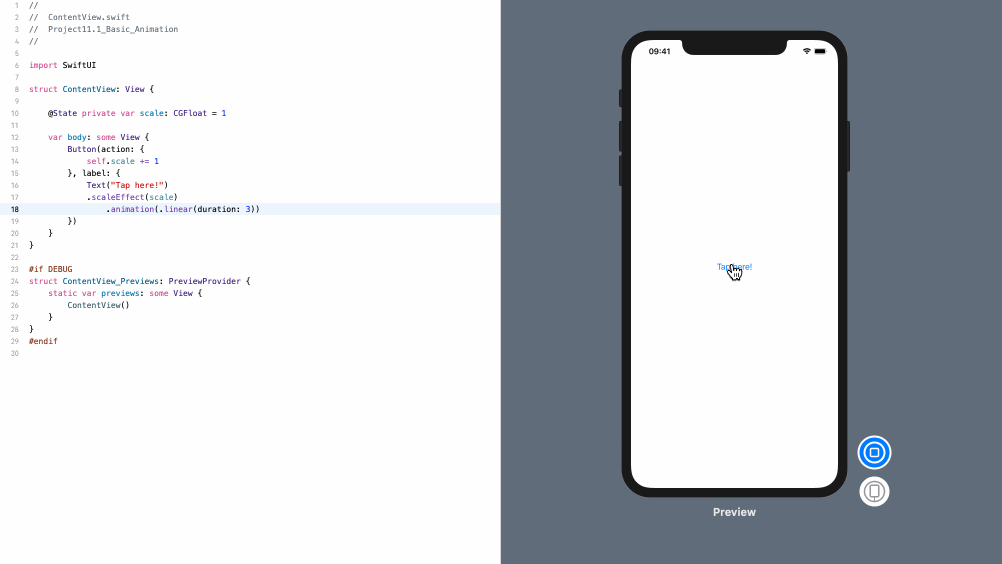 1 //
2 //  ContentView.swift
3 //  Project11.1_Basic_Animation
4 //
5
6 import SwiftUI
7
8 struct ContentView: View {
9
10     @State private var scale: CGFloat = 1
11
12     var body: some View {
13         Button(action: {
14             self.scale += 1
15         }, label: {
16             Text("Tap here!")
17             .scaleEffect(scale)
18                 .animation(.linear(duration: 3))
19         })
20     }
21 }
22
23 #if DEBUG
24 struct ContentView_Previews: PreviewProvider {
25     static var previews: some View {
26         ContentView()
27     }
28 }
29 #endif
30
09:41
Tap here!
Preview